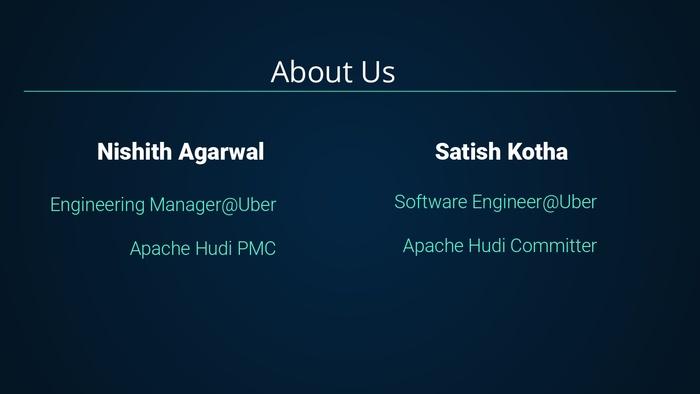 About Us
Nishith Agarwal
Engineering Manager@Uber
Apache Hudi PMC
Satish Kotha
Software Engineer@Uber
Apache Hudi Committer